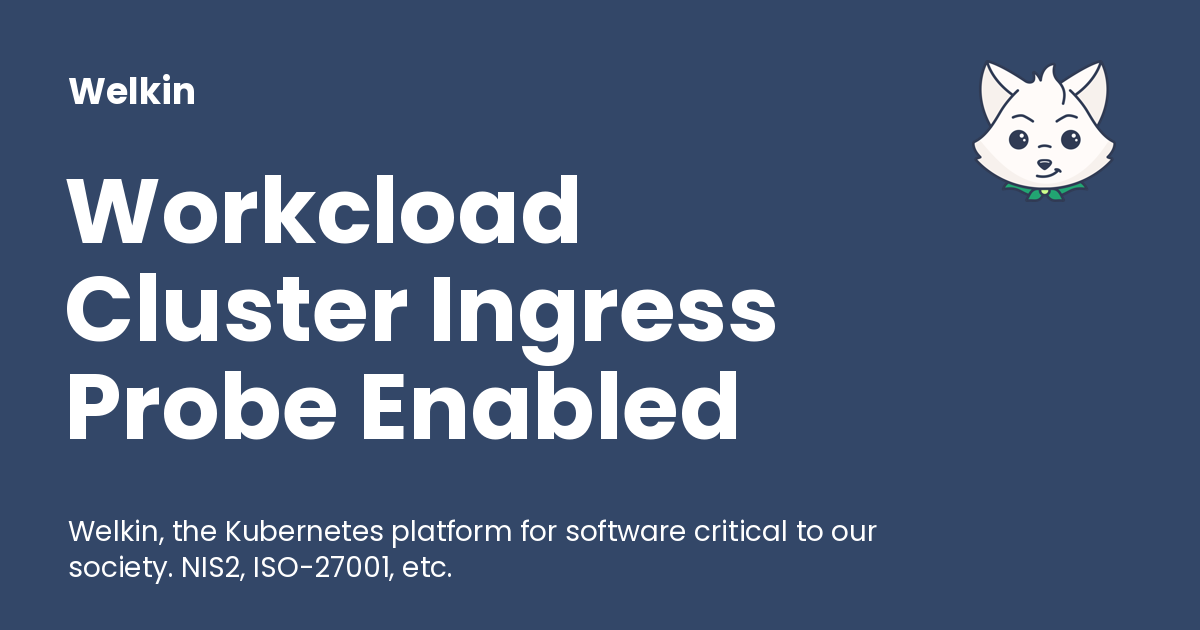 Welkin
Workload
Cluster Ingress
Probe Enabled
Welkin, the Kubernetes platform for software critical to our
society. NIS2, ISO-27001, etc.